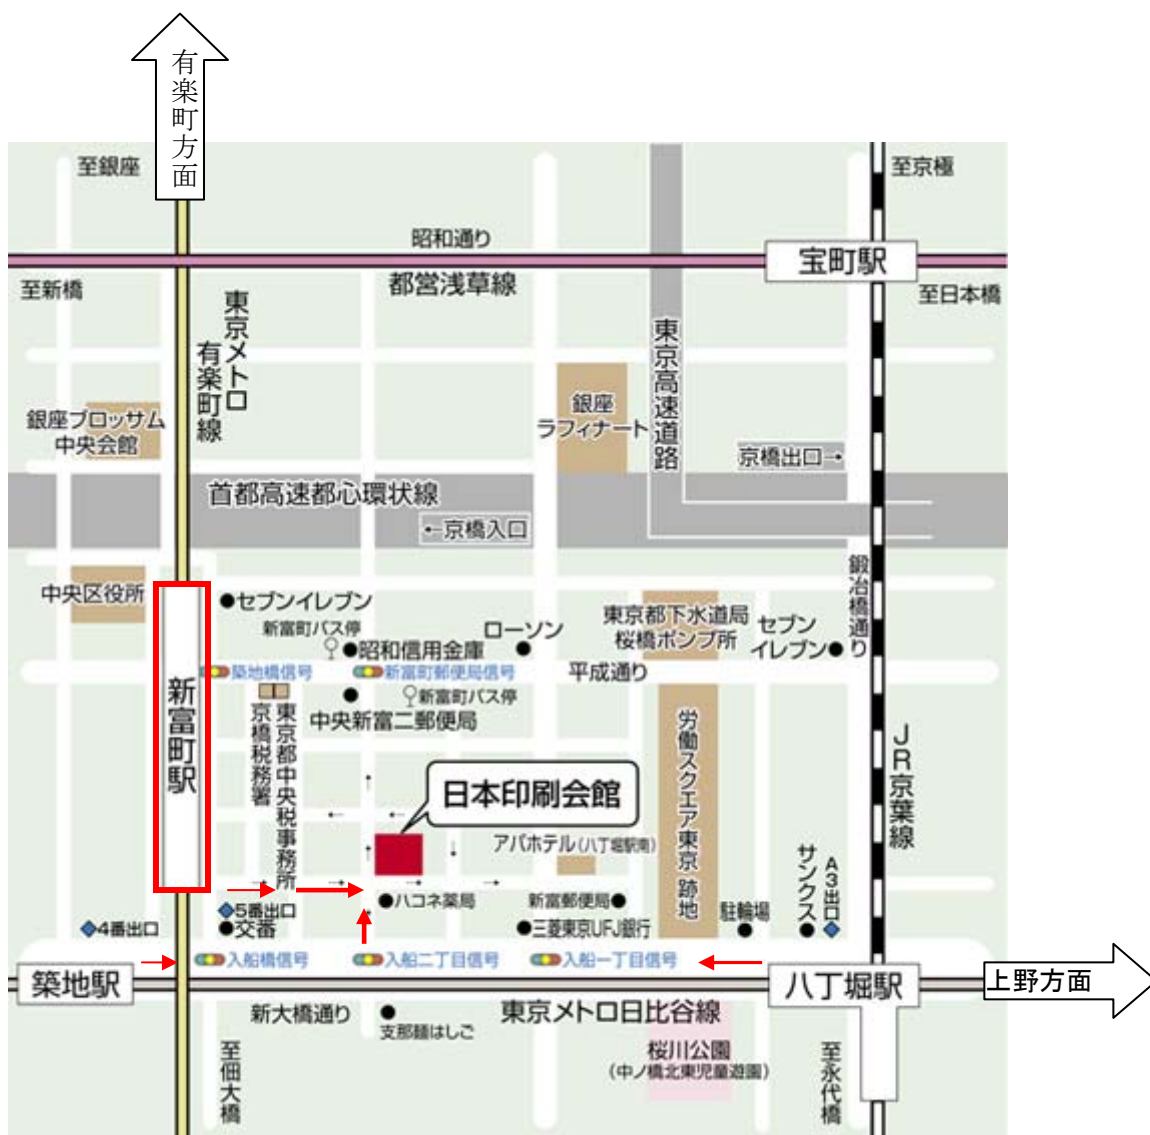 有楽町方面
至銀座
至京極
昭和通り
宝町駅
都営浅草線
至新橋
至日本橋
東京メトロ
有楽町線
東京高速道路
銀座
ラフィナート
銀座ブロッサム
中央会館
京橋出口→
首都高速都心環状線
←京橋入口
鍛冶橋通り
中央区役所
セブンイレブン
新富町バス停
昭和信用金庫
ローソン
東京都下水道局
桜橋ポンプ所
セブン
イレブン
築地橋信号
新富町郵便局信号
平成通り
新富町駅
新富町バス停
中央新富二郵便局
東京都中央税事務所
京橋税務署
労働スクエア東京 跡地
JR京葉線
日本印刷会館
アパホテル(八丁堀駅南)
サンクス
A3出口
ハコネ薬局
新富郵便局
駐輪場
5番出口
4番出口
交番
三菱東京UFJ銀行
入船橋信号
入船二丁目信号
入船一丁目信号
築地駅
八丁堀駅
上野方面
新大橋通り
東京メトロ日比谷線
支那麺はしご
桜川公園
(中ノ橋北東児童遊園)
至佃大橋
至永代橋